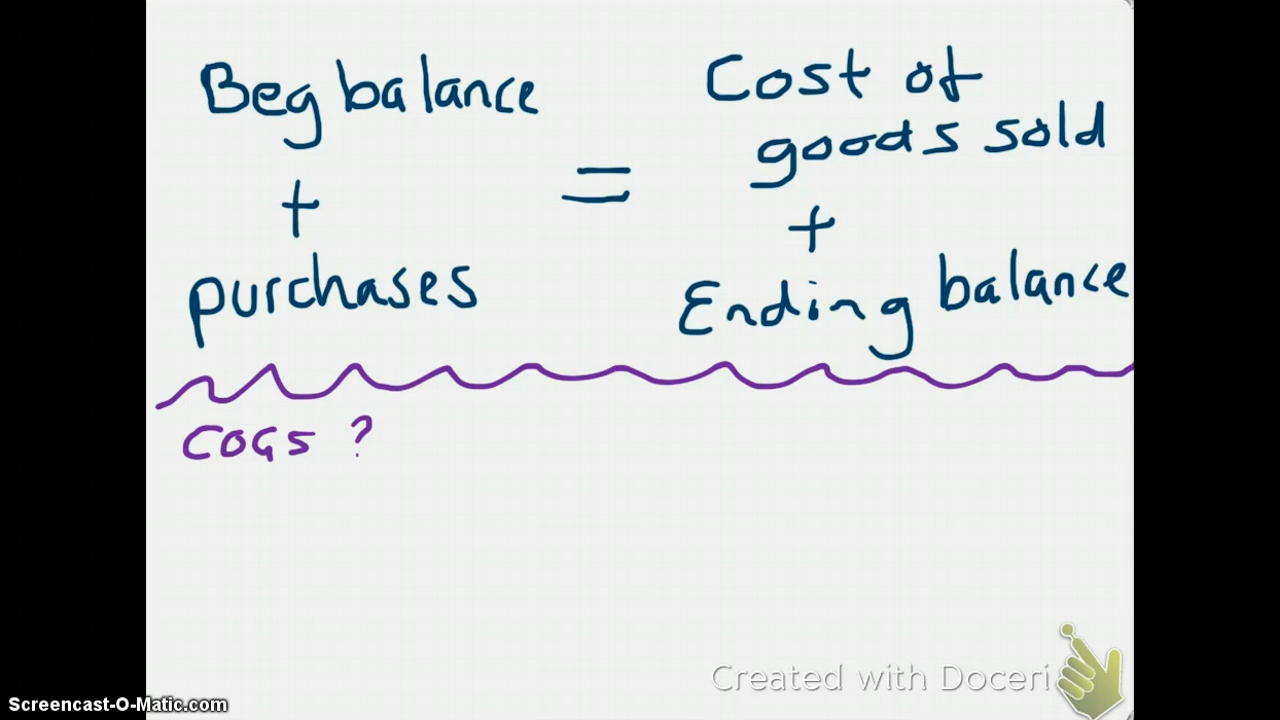 Beg balance
+
purchases
=
Cost of
goods sold
+
Ending balance
COGS ?
Created with Doceri
Screencast-O-Matic.com